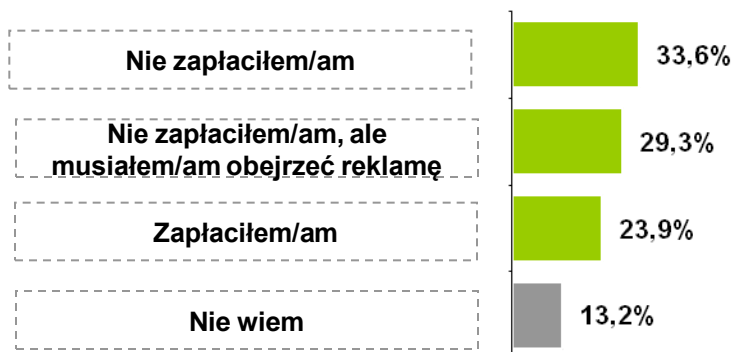 Nie zapłaciłem/am
33,6%
Nie zapłaciłem/am, ale
musiałem/am obejrzeć reklamę
29,3%
Zapłaciłem/am
23,9%
Nie wiem
13,2%